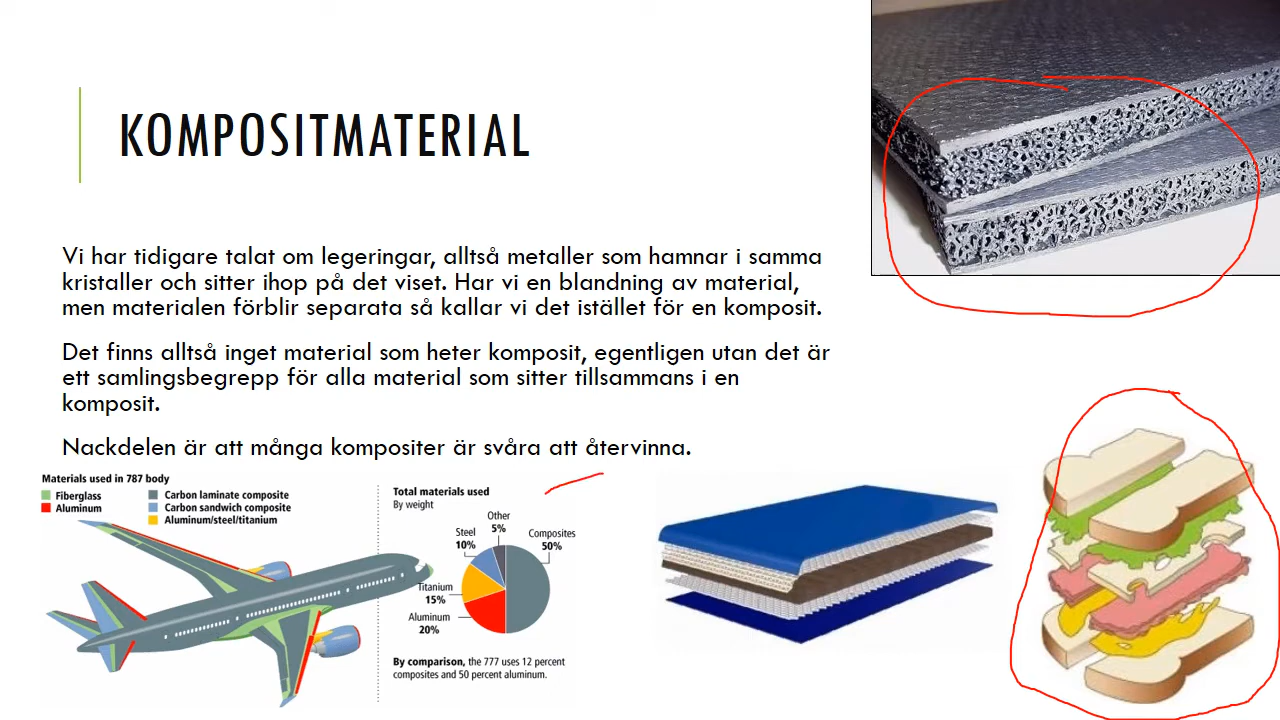 KOMPOSITMATERIAL
Vi har tidigare talat om legeringar, alltså metaller som hamnar i samma
kristaller och sitter ihop på det viset. Har vi en blandning av material,
men materialen förblir separata så kallar vi det istället för en komposit.
Det finns alltså inget material som heter komposit, egentligen utan det är
ett samlingsbegrepp för alla material som sitter tillsammans i en
komposit.
Nackdelen är att många kompositer är svåra att återvinna.
Materials used in 787 body
Fiberglass
Aluminum
Carbon laminate composite
Carbon sandwich composite
Aluminum/steel/titanium
Total materials used
By weight
Other
5%
Steel
10%
Composites
50%
Titanium
15%
Aluminum
20%
By comparison, the 777 uses 12 percent
composites and 50 percent aluminum.